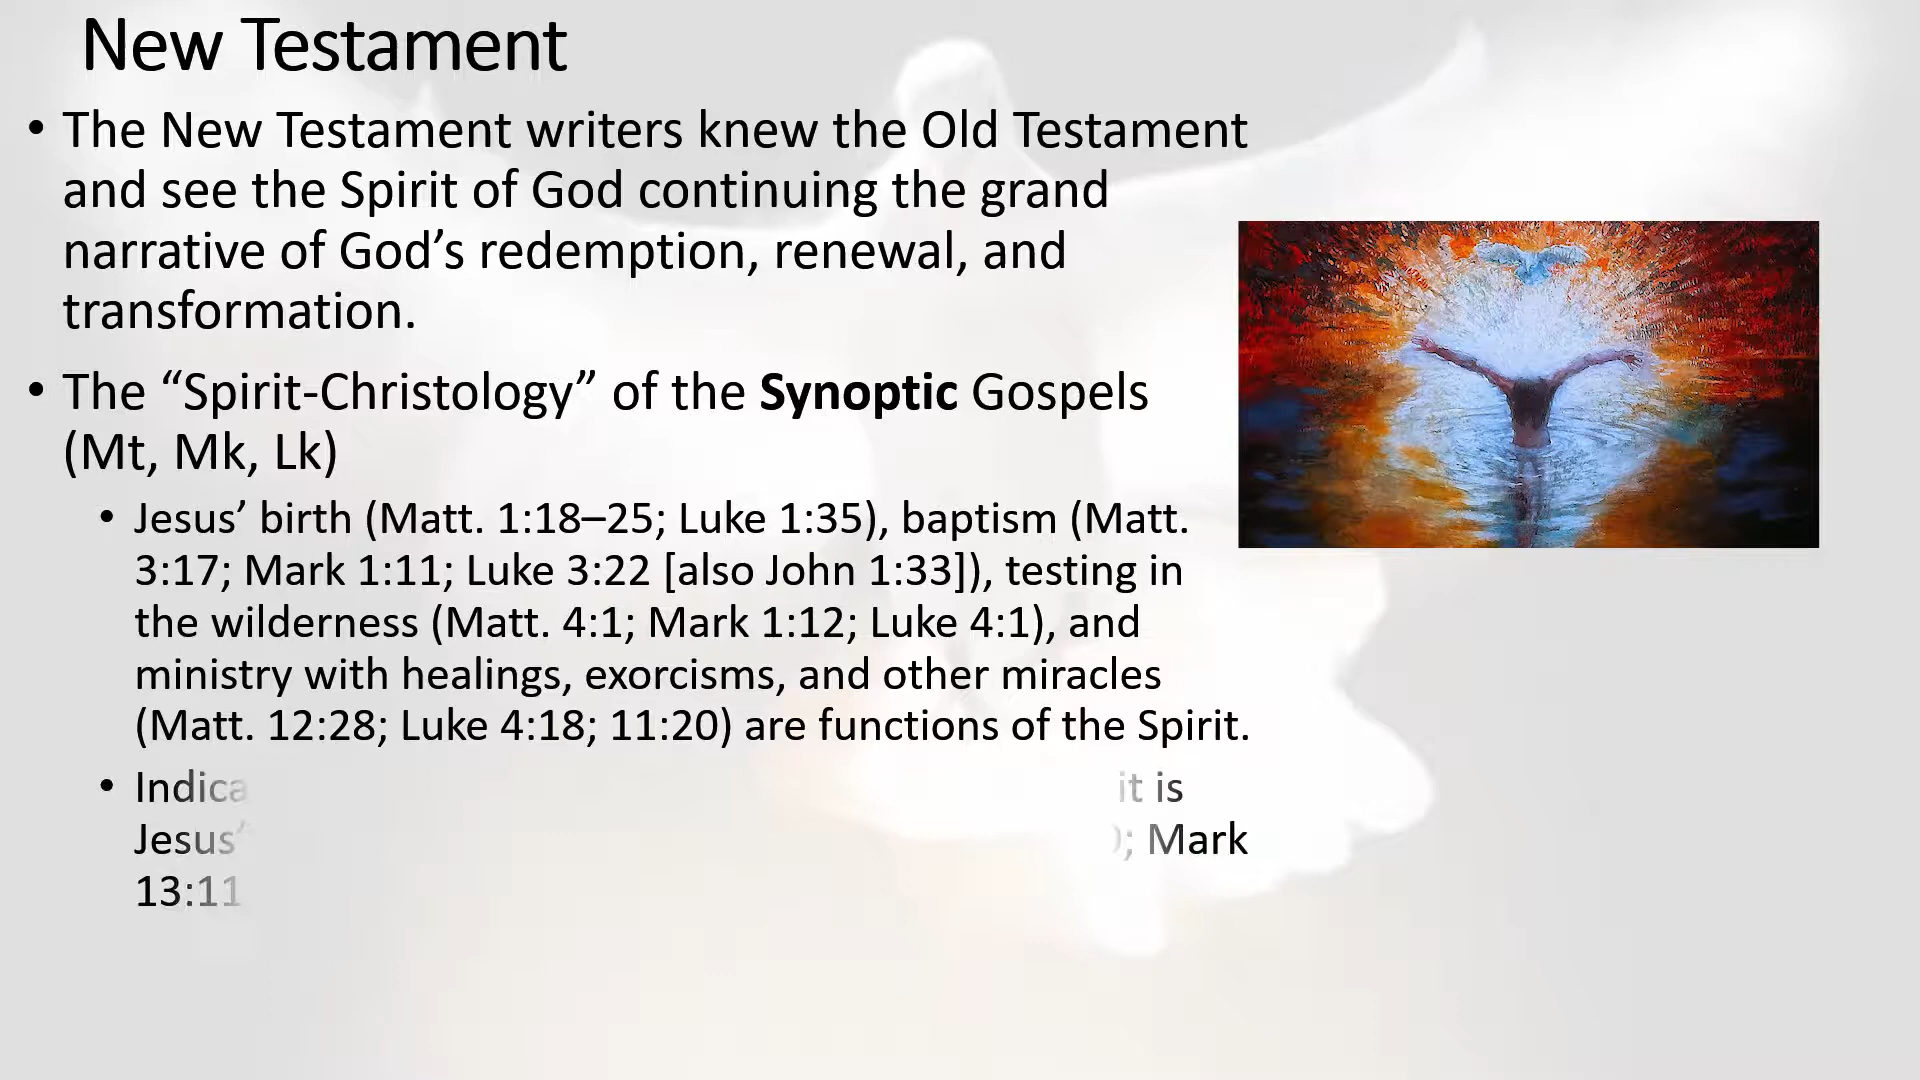 New Testament
• The New Testament writers knew the Old Testament
and see the Spirit of God continuing the grand
narrative of God’s redemption, renewal, and
transformation.
• The “Spirit-Christology” of the Synoptic Gospels
(Mt, Mk, Lk)
• Jesus’ birth (Matt. 1:18–25; Luke 1:35), baptism (Matt.
3:17; Mark 1:11; Luke 3:22 [also John 1:33]), testing in
the wilderness (Matt. 4:1; Mark 1:12; Luke 4:1), and
ministry with healings, exorcisms, and other miracles
(Matt. 12:28; Luke 4:18; 11:20) are functions of the Spirit.
• is
Jesus’ ; Mark
13:11